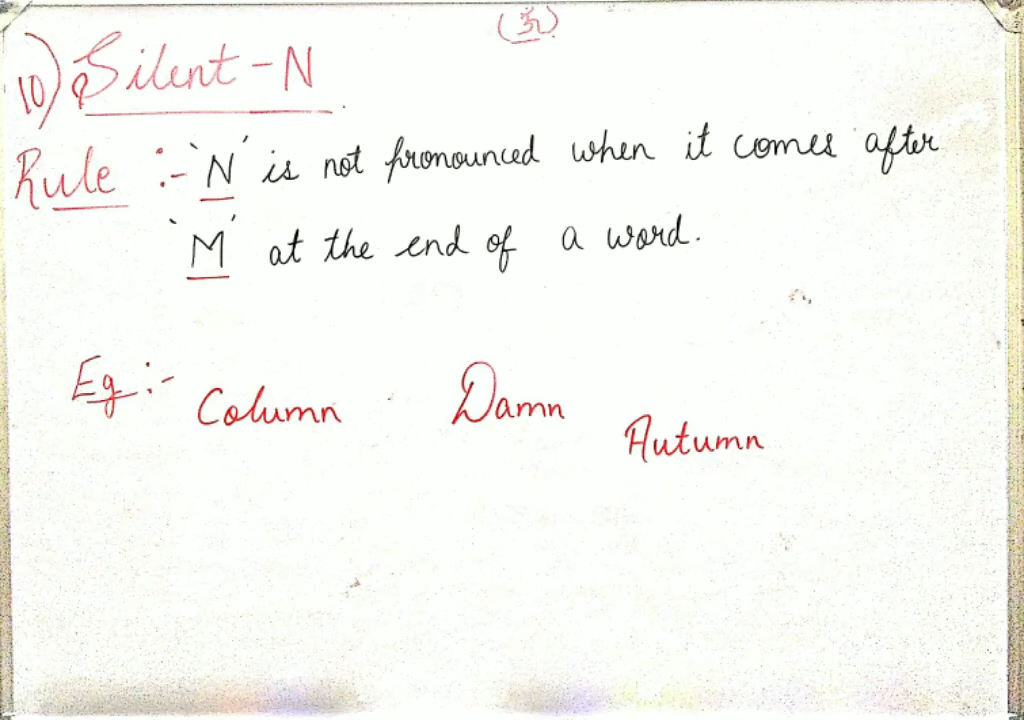 10) Silent - N
Rule :- 'N' is not pronounced when it comes after
'M' at the end of a word.
Eg :- Column Damn Autumn